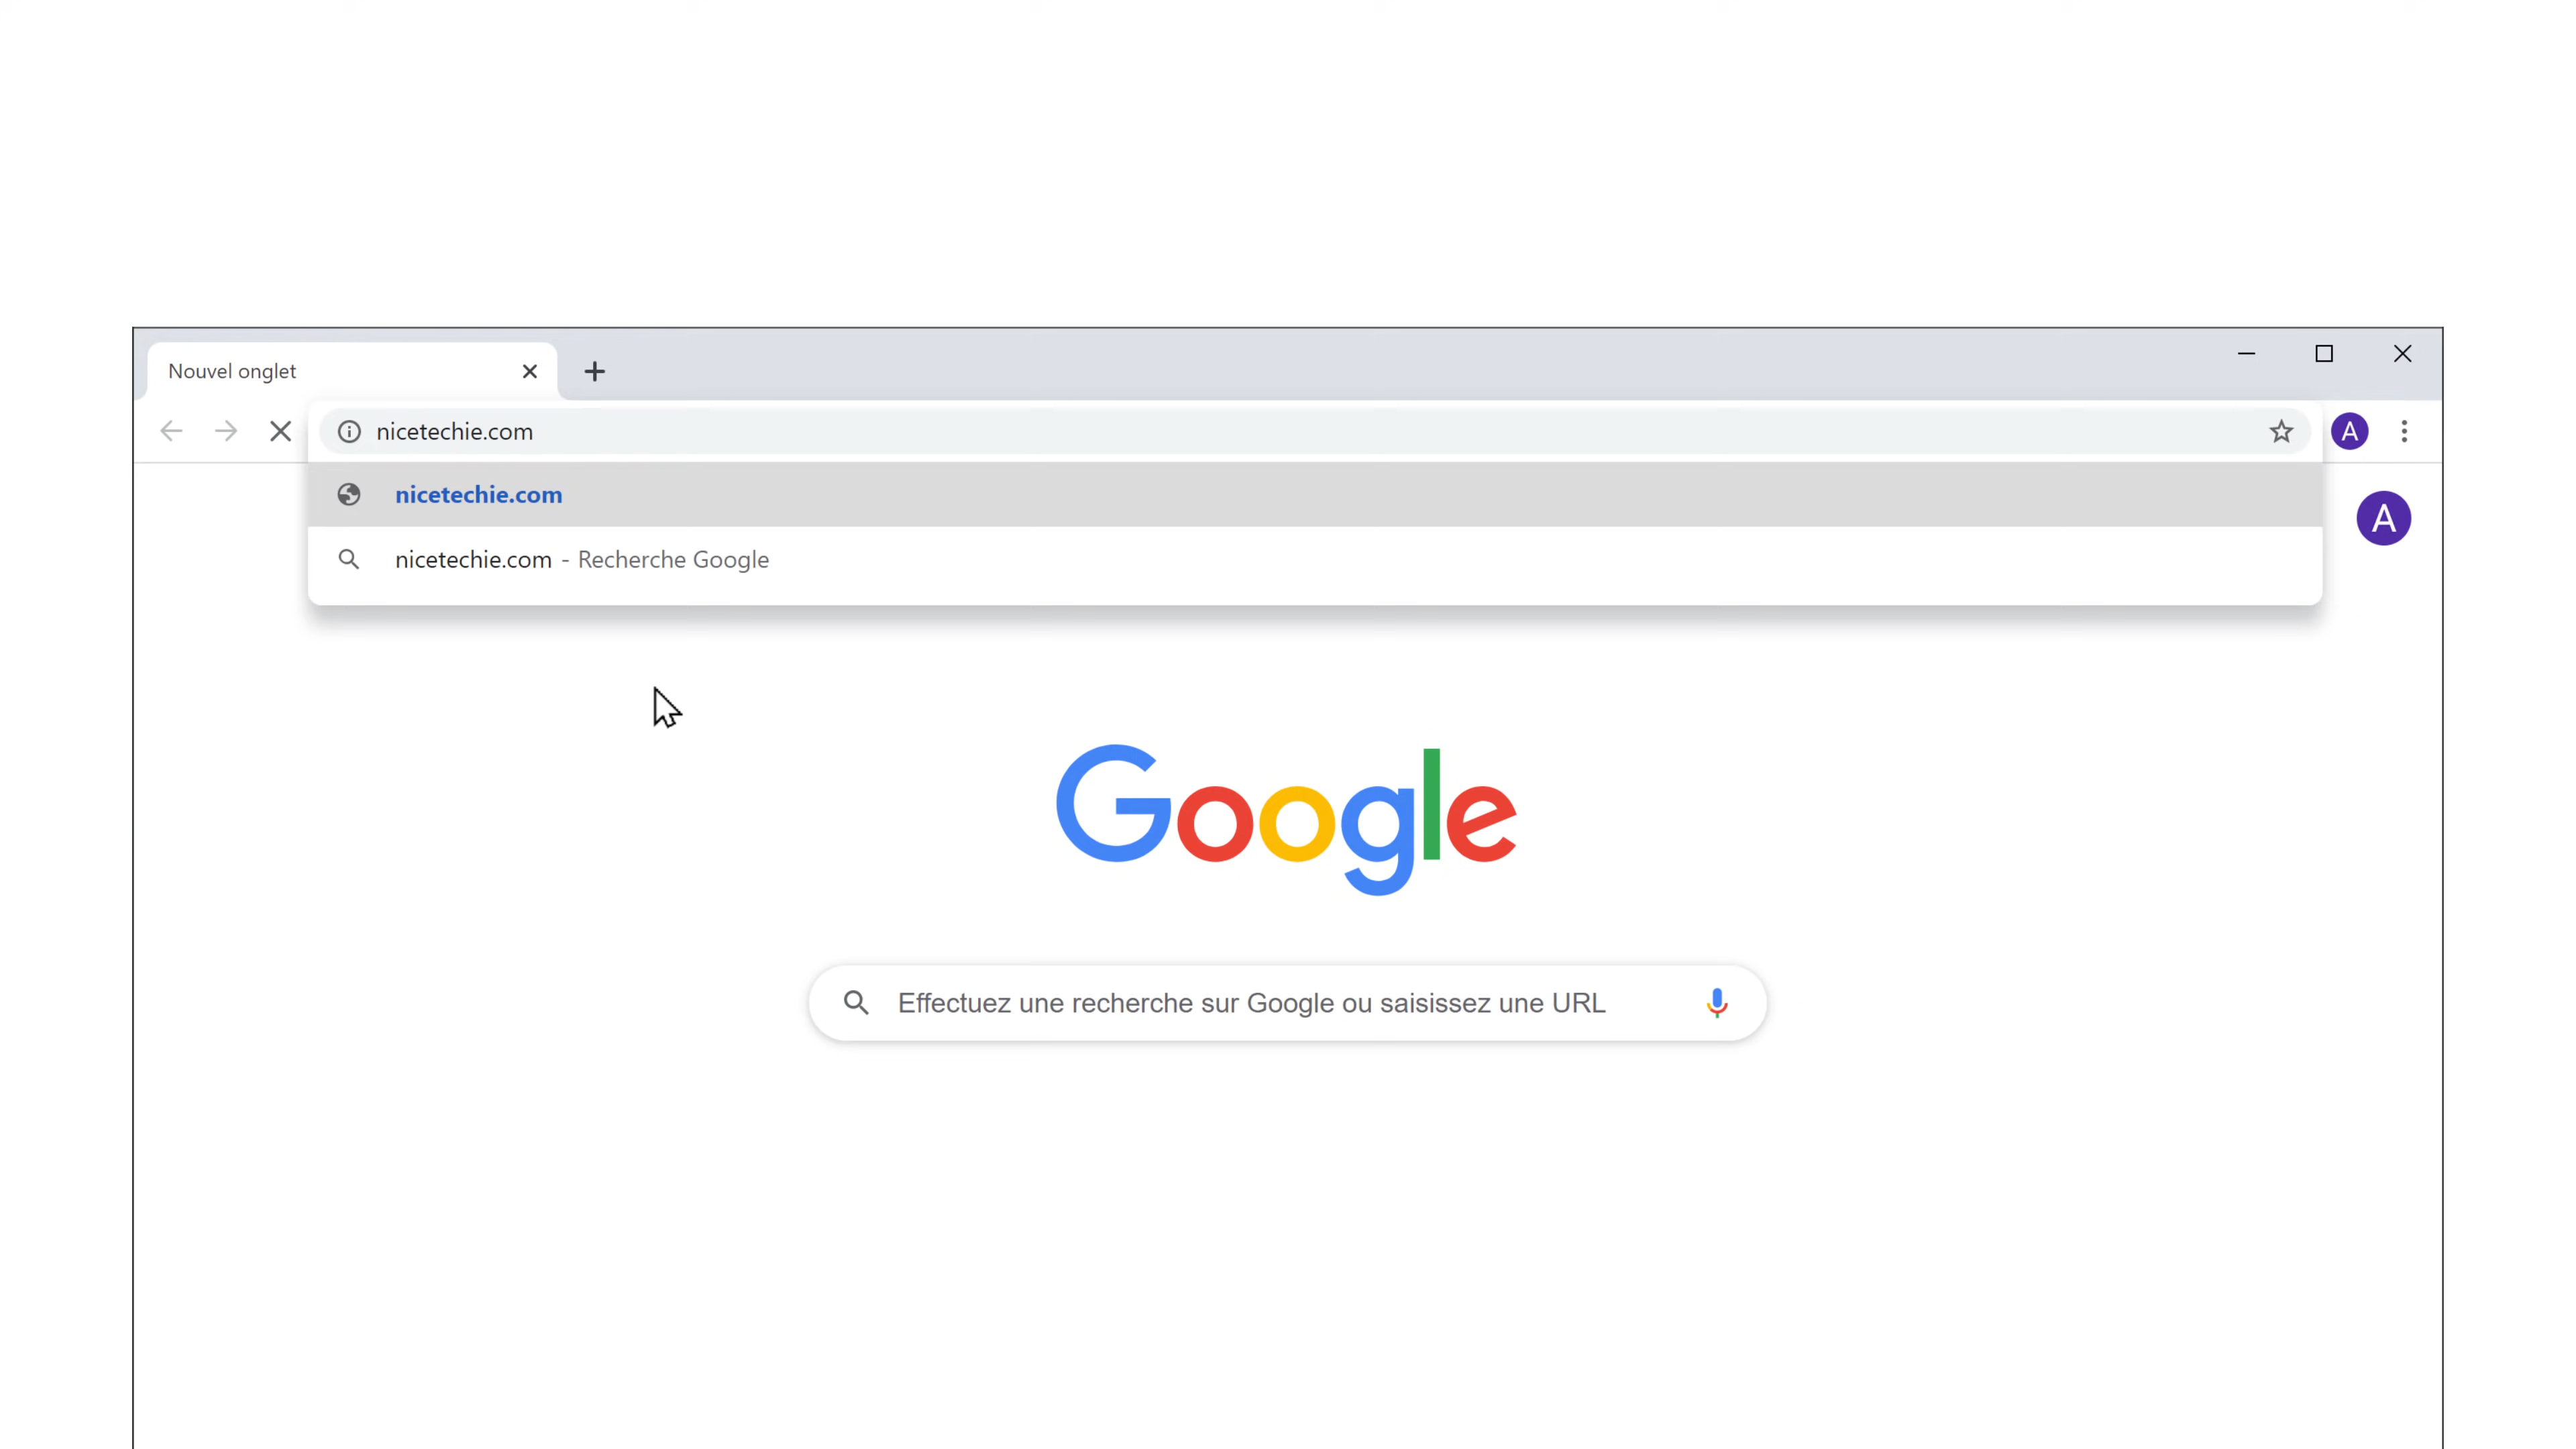 Nouvel onglet
nicetechie.com
A
nicetechie.com
nicetechie.com - Recherche Google
A
Google
Effectuez une recherche sur Google ou saisissez une URL